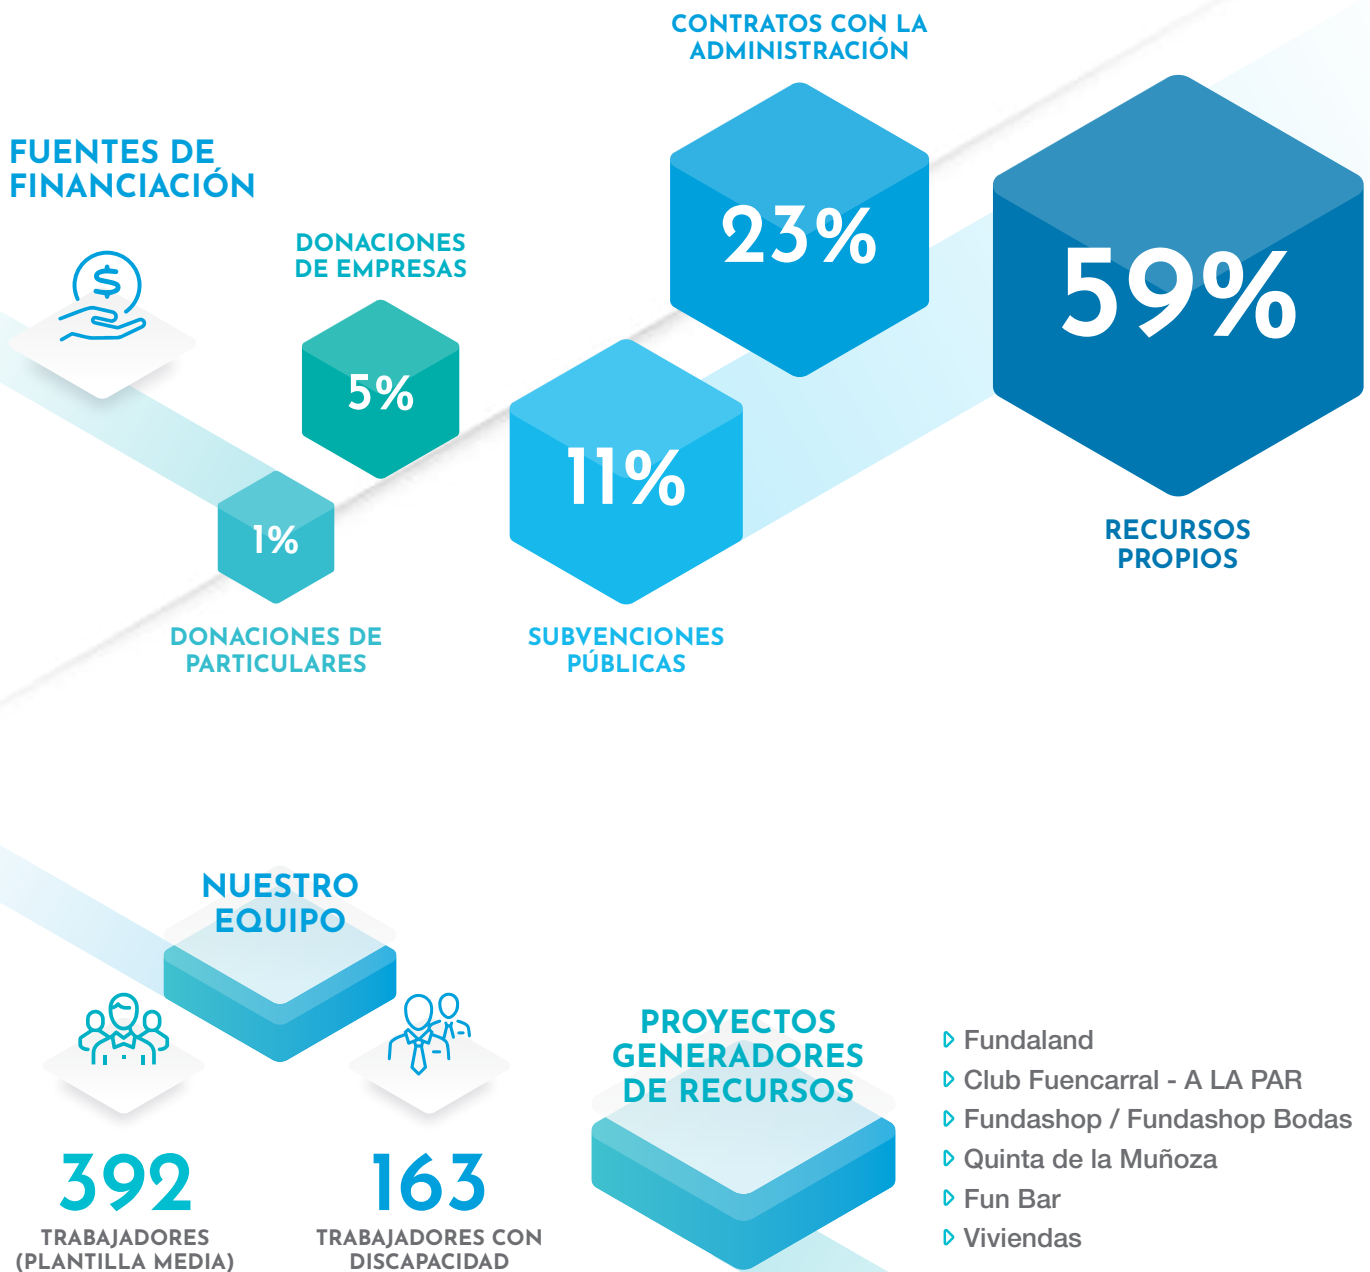 FUENTES DE
FINANCIACIÓN
$
1%
DONACIONES DE
PARTICULARES
DONACIONES
DE EMPRESAS
5%
11%
SUBVENCIONES
PÚBLICAS
CONTRATOS CON LA
ADMINISTRACIÓN
23%
59%
RECURSOS
PROPIOS
NUESTRO
EQUIPO
392
TRABAJADORES
(PLANTILLA MEDIA)
163
TRABAJADORES CON
DISCAPACIDAD
PROYECTOS
GENERADORES
DE RECURSOS
Fundaland
Club Fuencarral - A LA PAR
Fundashop / Fundashop Bodas
Quinta de la Muñoza
Fun Bar
Viviendas